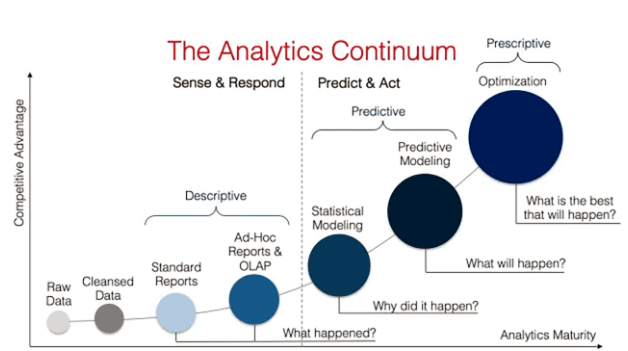 The Analytics Continuum
Prescriptive
Sense & Respond
Predict & Act
Optimization
Predictive
Predictive
Modeling
Descriptive
Statistical
Modeling
What is the best
that will happen?
Ad-Hoc
Reports &
OLAP
Standard
Reports
Cleansed
Data
Raw
Data
What will happen?
Why did it happen?
What happened?
Competitive Advantage
Analytics Maturity